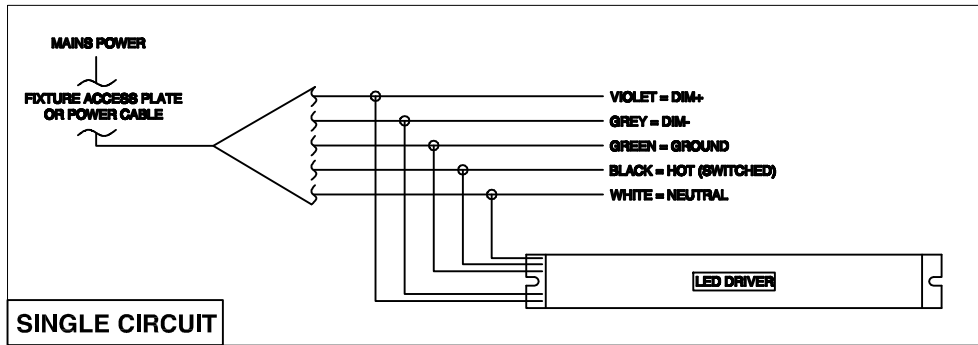 MAINS POWER
FIXTURE ACCESS PLATE
OR POWER CABLE
VIOLET = DIM+
GREY = DIM-
GREEN = GROUND
BLACK = HOT (SWITCHED)
WHITE = NEUTRAL
LED DRIVER
SINGLE CIRCUIT